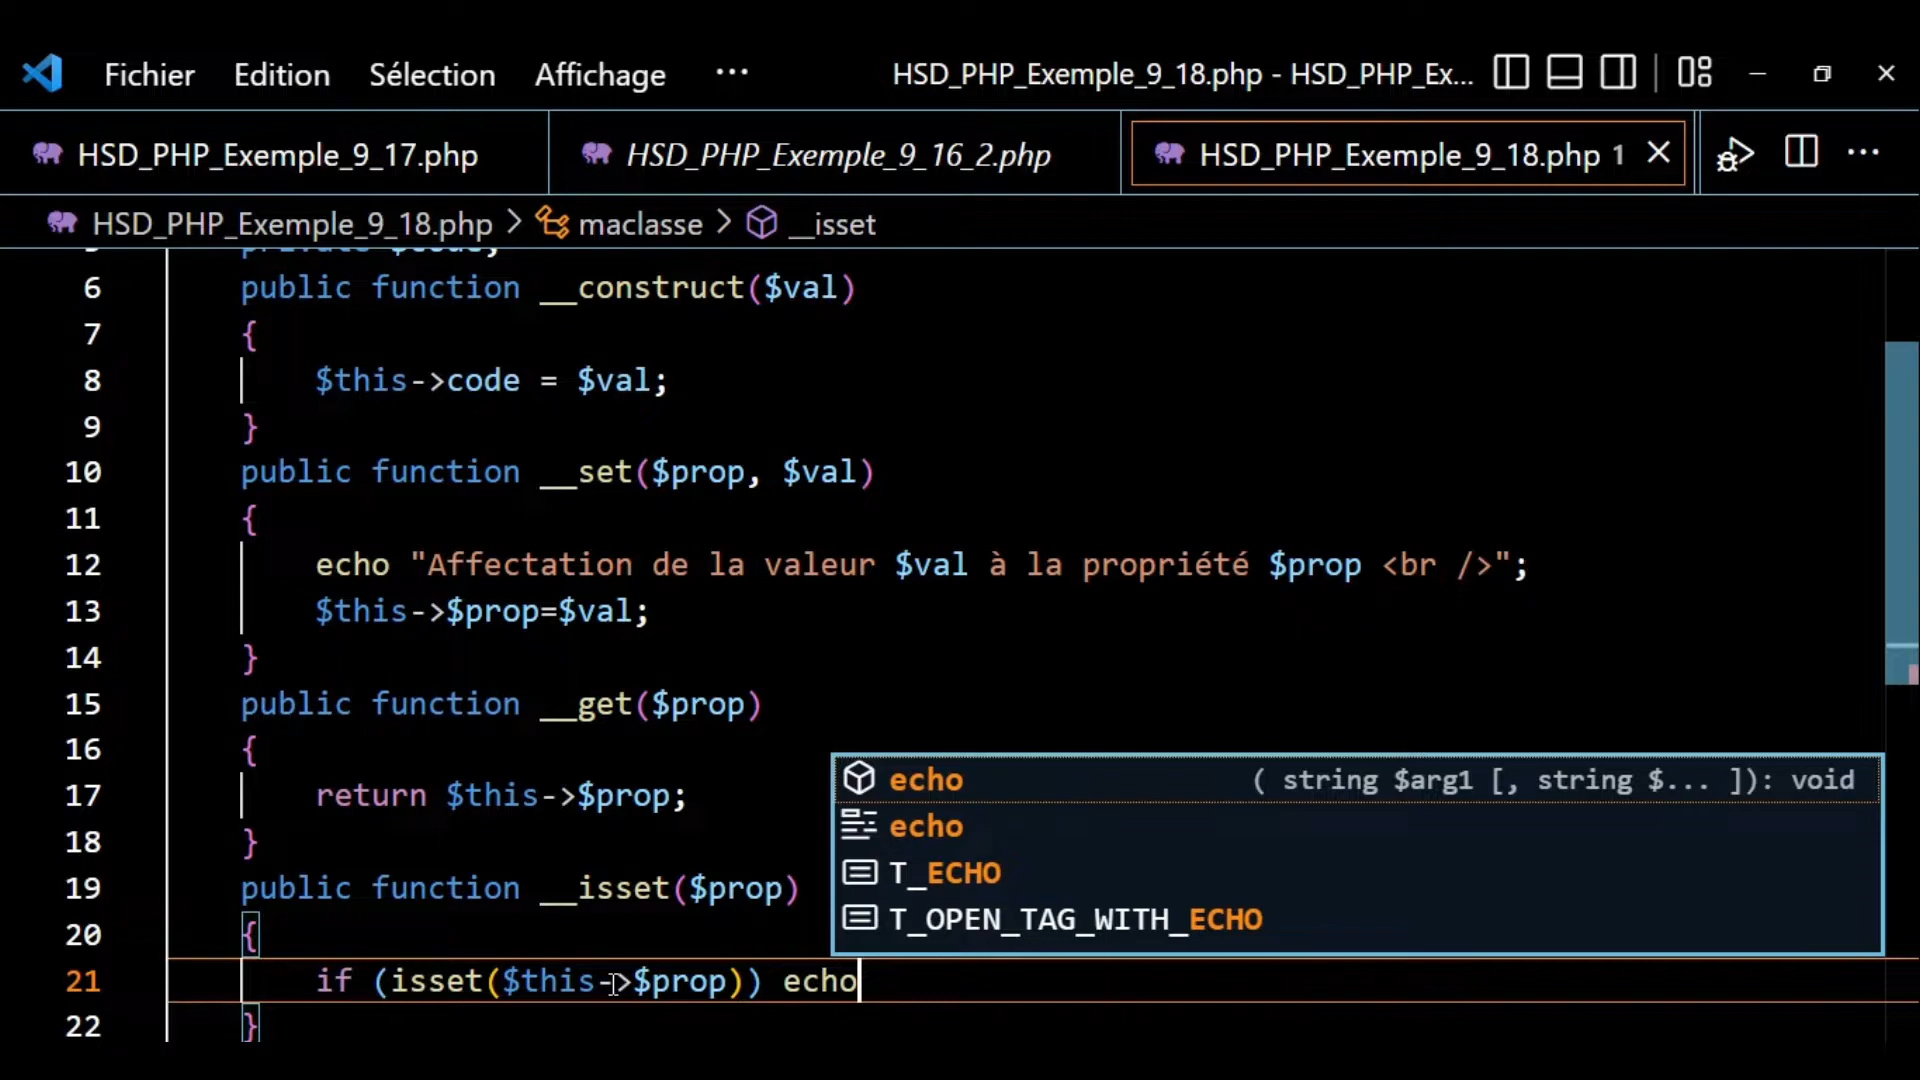 Fichier Edition Sélection Affichage ... HSD_PHP_Exemple_9_18.php - HSD_PHP_Ex...
HSD_PHP_Exemple_9_17.php HSD_PHP_Exemple_9_16_2.php HSD_PHP_Exemple_9_18.php 1
HSD_PHP_Exemple_9_18.php > maclasse > __isset
private $code;
6 public function __construct($val)
7 {
8 $this->code = $val;
9 }
10 public function __set($prop, $val)
11 {
12 echo "Affectation de la valeur $val à la propriété $prop <br />";
13 $this->$prop=$val;
14 }
15 public function __get($prop)
16 {
17 return $this->$prop;
18 }
19 public function __isset($prop)
20 {
21 if (isset($this->$prop)) echo
22 }
echo ( string $arg1 [, string $... ]): void
echo
T_ECHO
T_OPEN_TAG_WITH_ECHO